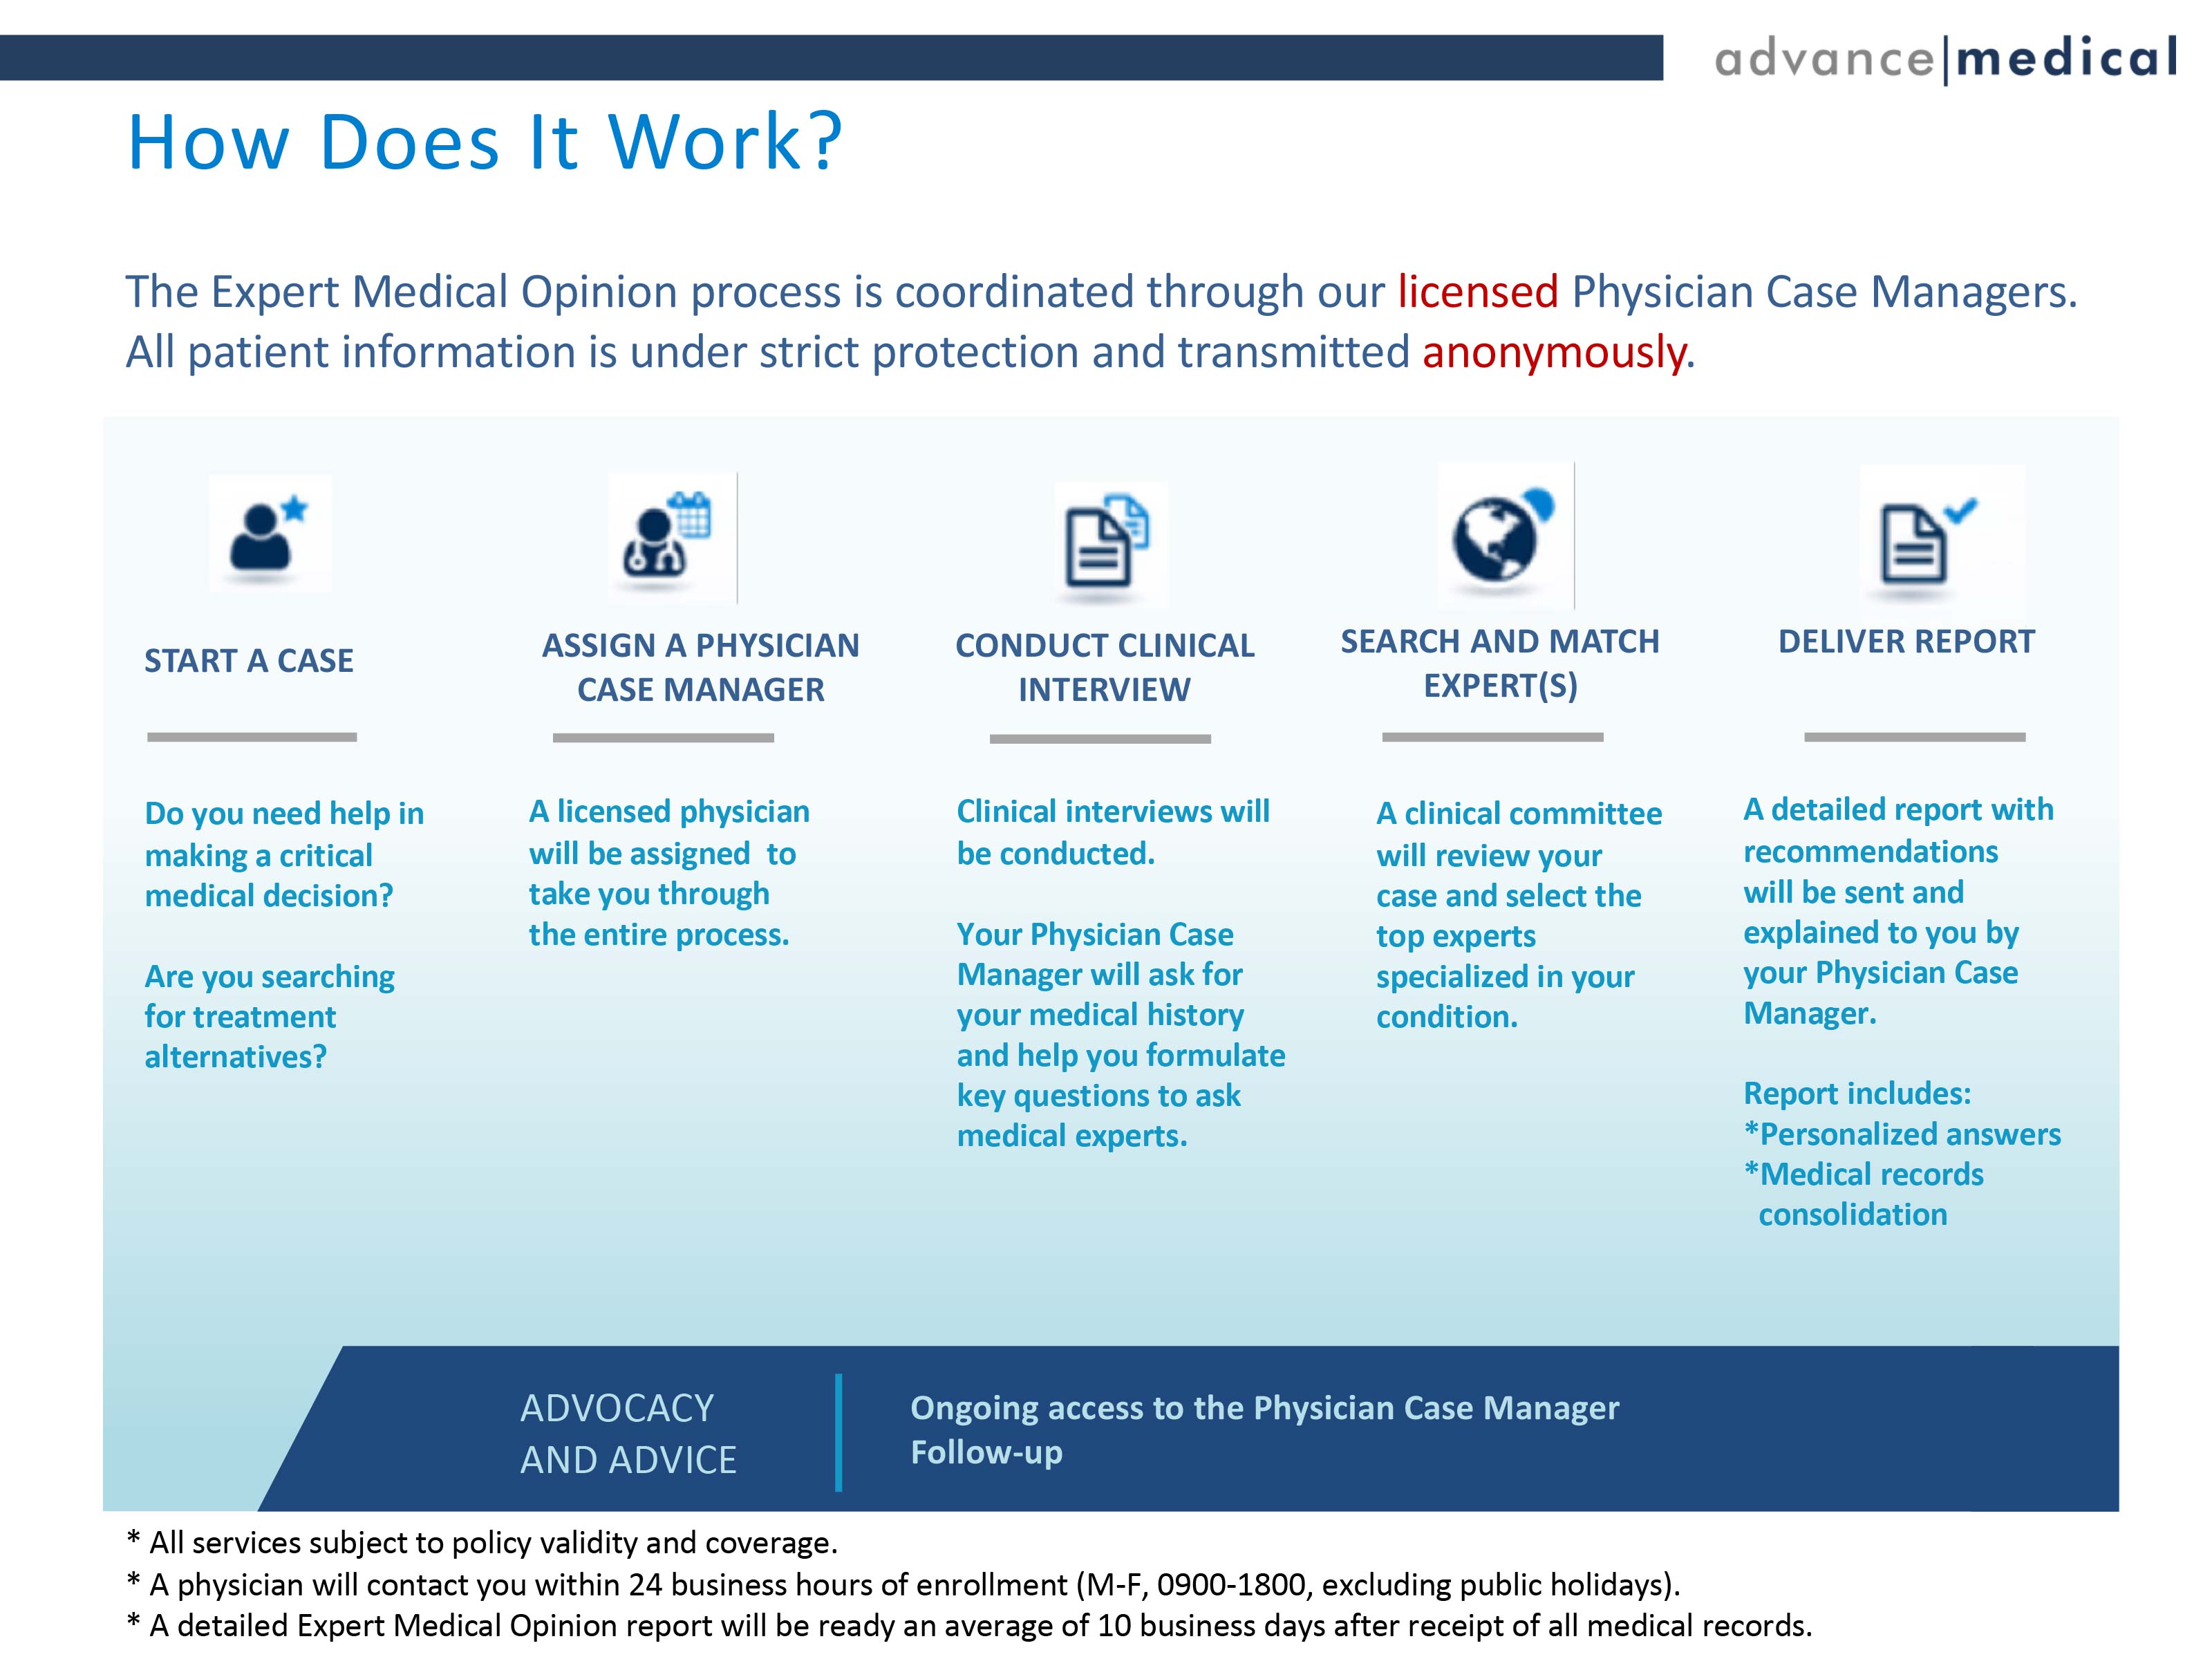 advance|medical
How Does It Work?
The Expert Medical Opinion process is coordinated through our licensed Physician Case Managers.
All patient information is under strict protection and transmitted anonymously.
START A CASE
Do you need help in
making a critical
medical decision?
Are you searching
for treatment
alternatives?
ASSIGN A PHYSICIAN
CASE MANAGER
A licensed physician
will be assigned  to
take you through
the entire process.
CONDUCT CLINICAL
INTERVIEW
Clinical interviews will
be conducted.
Your Physician Case
Manager will ask for
your medical history
and help you formulate
key questions to ask
medical experts.
SEARCH AND MATCH
EXPERT(S)
A clinical committee
will review your
case and select the
top experts
specialized in your
condition.
DELIVER REPORT
A detailed report with
recommendations
will be sent and
explained to you by
your Physician Case
Manager.
Report includes:
*Personalized answers
*Medical records
consolidation
ADVOCACY
AND ADVICE
Ongoing access to the Physician Case Manager
Follow-up
* All services subject to policy validity and coverage.
* A physician will contact you within 24 business hours of enrollment (M-F, 0900-1800, excluding public holidays).
* A detailed Expert Medical Opinion report will be ready an average of 10 business days after receipt of all medical records.